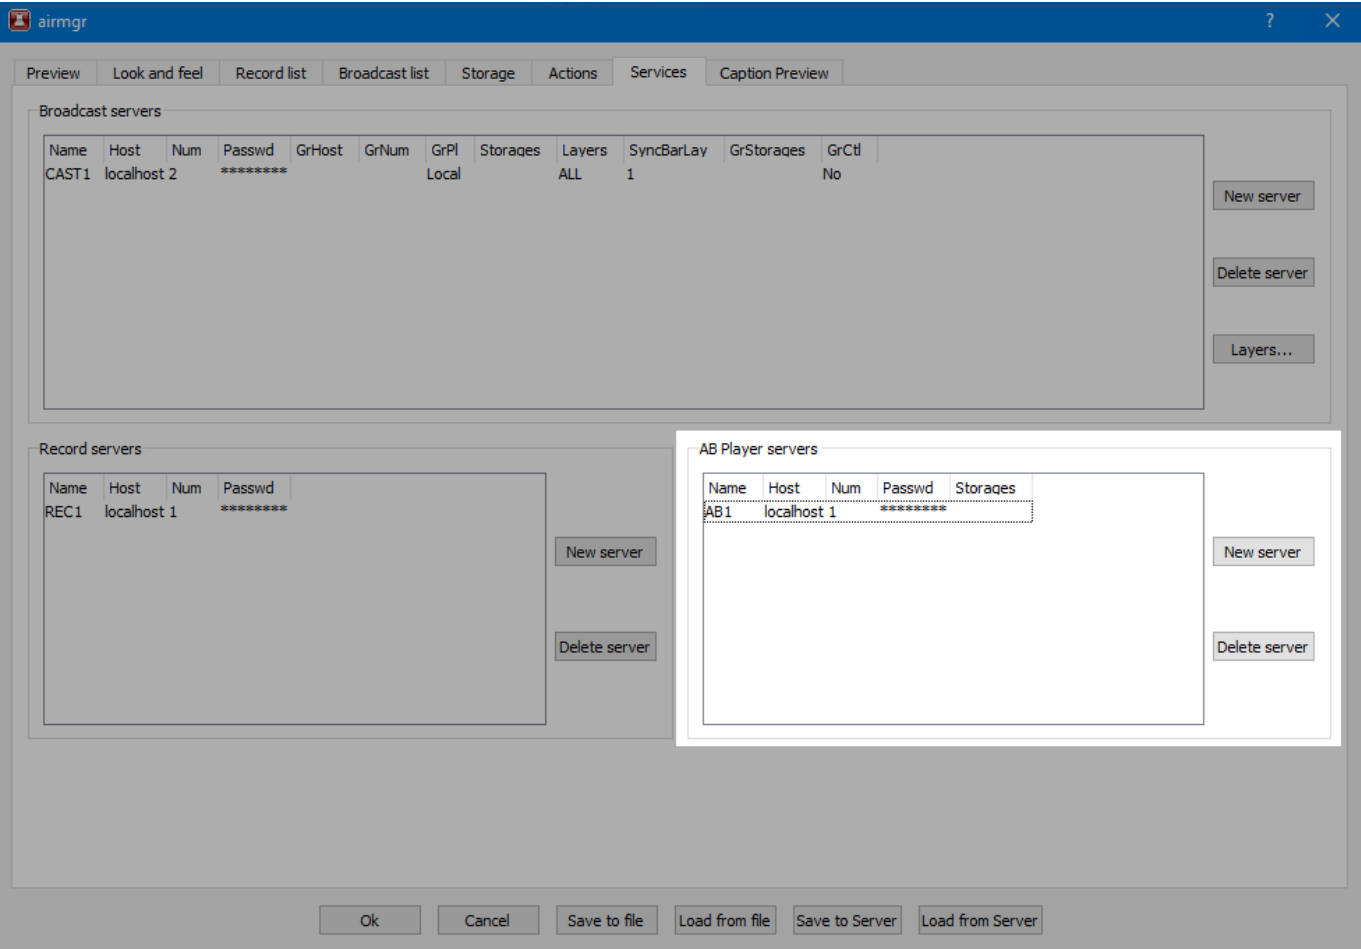 airmgr ?
Preview Look and feel Record list Broadcast list Storage Actions Services Caption Preview
Broadcast servers
Name Host Num Passwd GrHost GrNum GrPl Storages Layers SyncBarLay GrStorages GrCtl
CAST1 localhost 2 ******** Local ALL 1 No
New server
Delete server
Layers...
Record servers
Name Host Num Passwd
REC1 localhost 1 ********
New server
Delete server
AB Player servers
Name Host Num Passwd Storages
AB1 localhost 1 ********
New server
Delete server
Ok Cancel Save to file Load from file Save to Server Load from Server